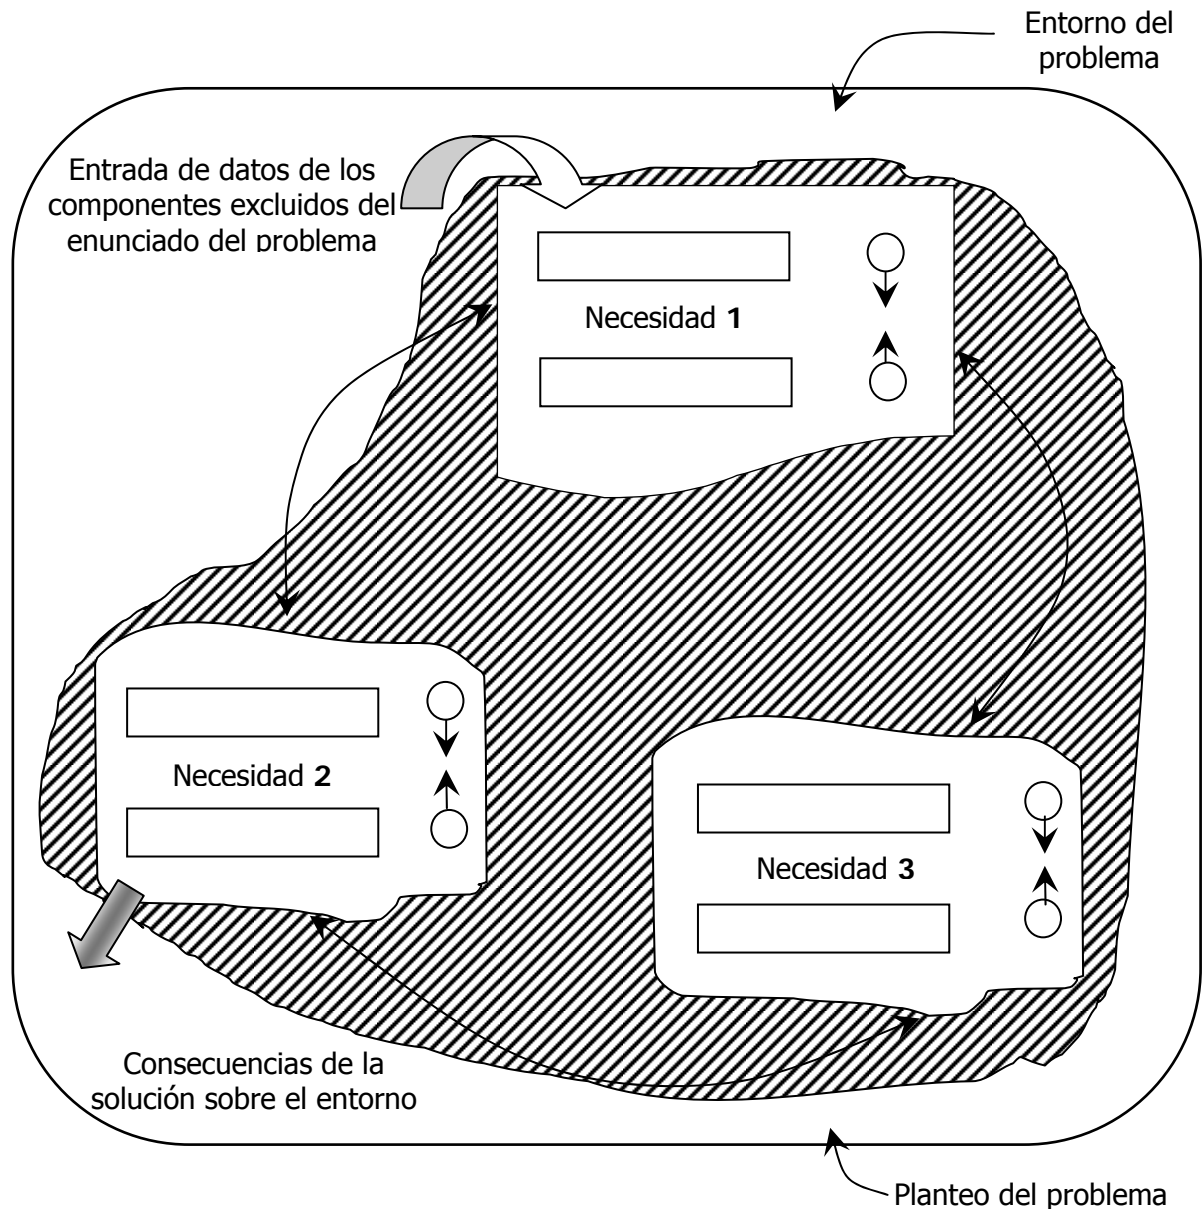 Entorno del
problema
Entrada de datos de los
componentes excluidos del
enunciado del problema
Necesidad 1
Necesidad 2
Necesidad 3
Consecuencias de la
solución sobre el entorno
Planteo del problema